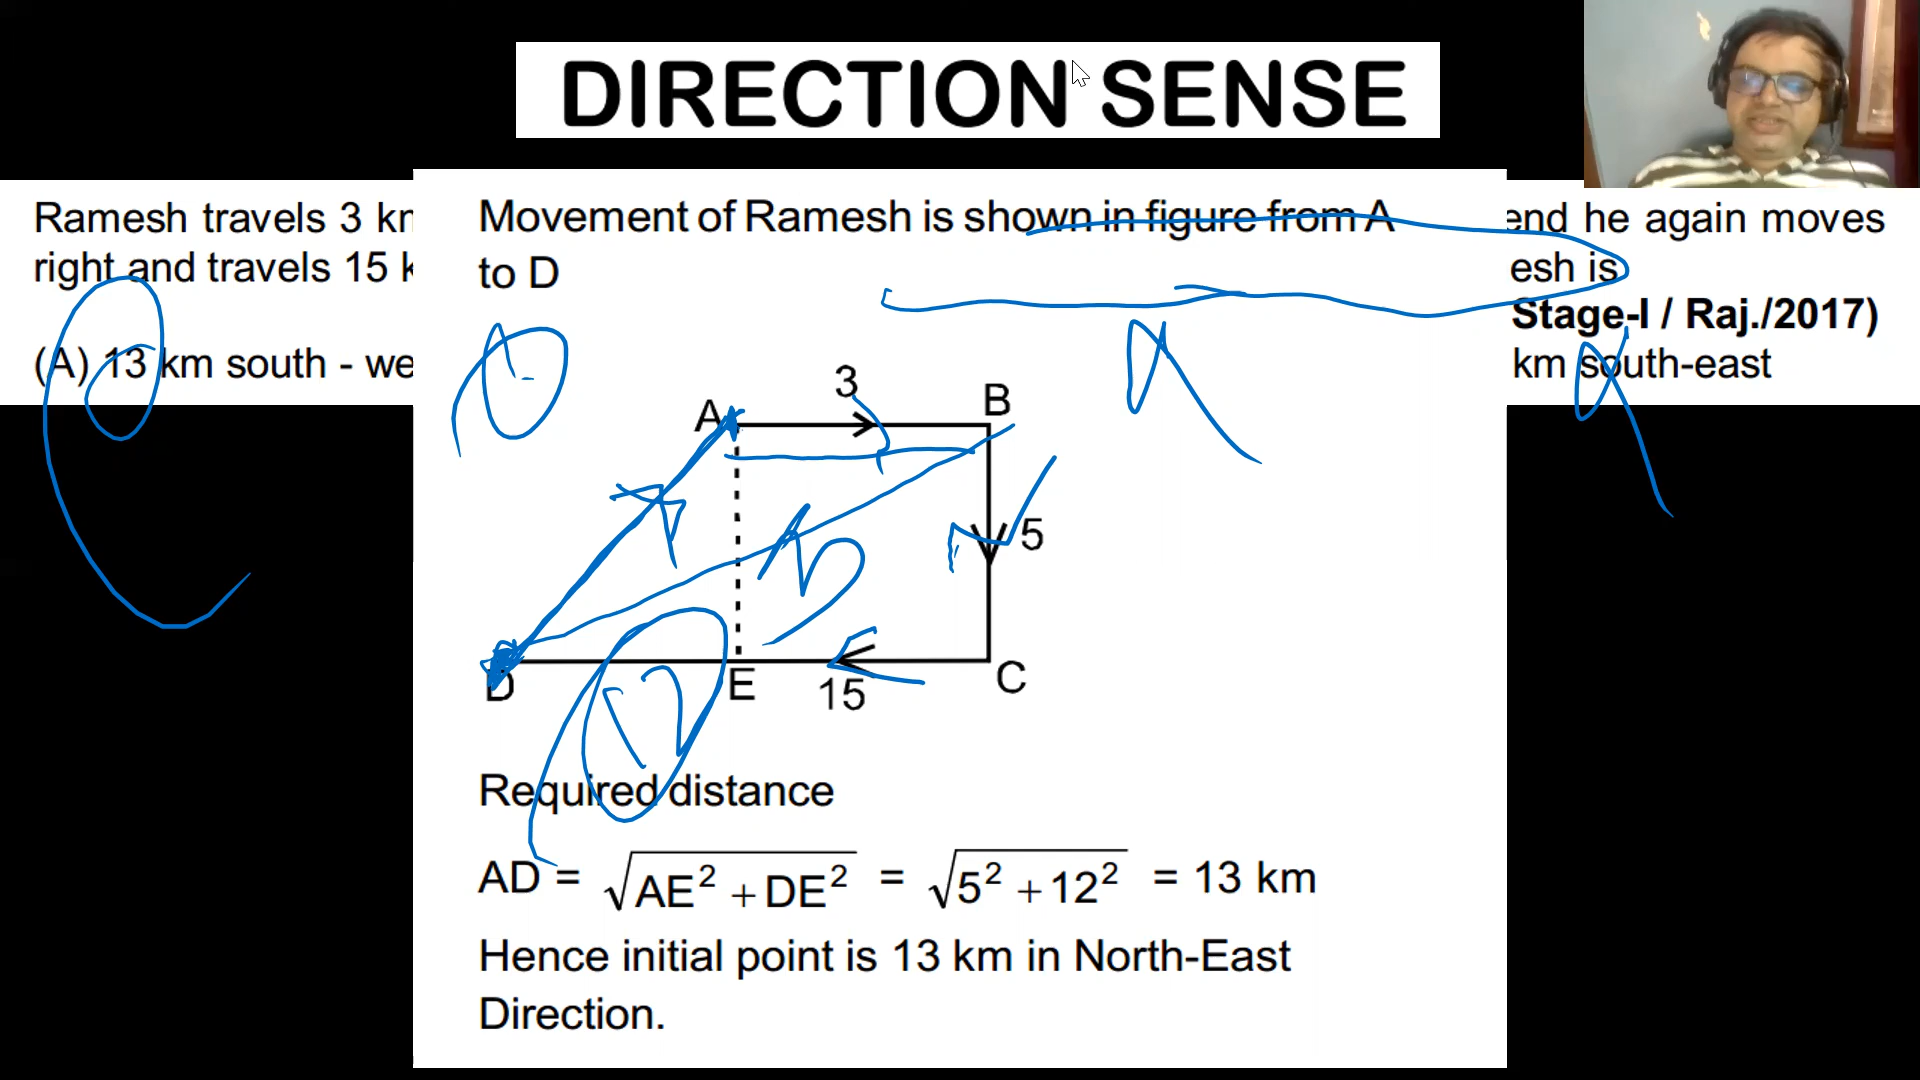 DIRECTION SENSE
Ramesh travels 3 km
right and travels 15 k
(A) 13 km south - we
end he again moves
esh is
Stage-I / Raj./2017)
km south-east
Movement of Ramesh is shown in figure from A
to D
A 3 B
5
D E 15 C
12
Required distance
AD = √AE² + DE² = √5² + 12² = 13 km
Hence initial point is 13 km in North-East
Direction.